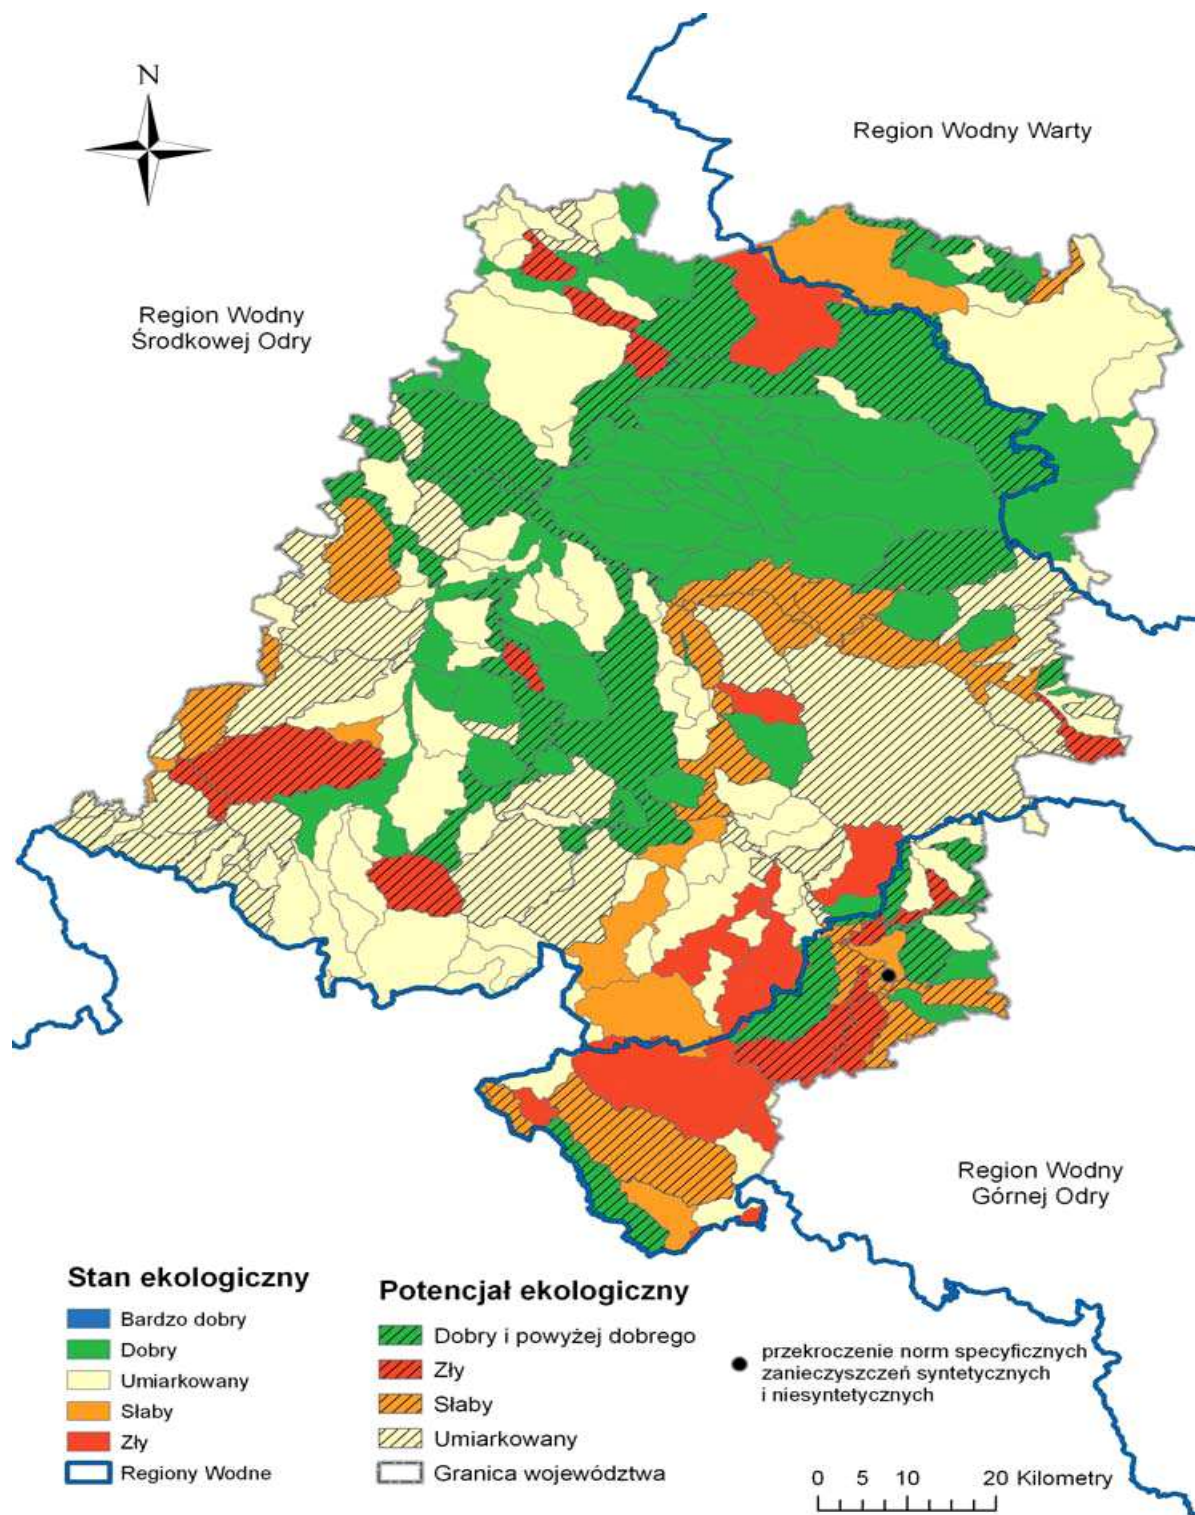 N
Region Wodny Warty
Region Wodny
Środkowej Odry
Region Wodny
Górnej Odry
Stan ekologiczny
Bardzo dobry
Dobry
Umiarkowany
Słaby
Zły
Regiony Wodne
Potencjał ekologiczny
Dobry i powyżej dobrego
Zły
Słaby
Umiarkowany
Granica województwa
przekroczenie norm specyficznych
zanieczyszczeń syntetycznych
i niesyntetycznych
0 5 10 20 Kilometry